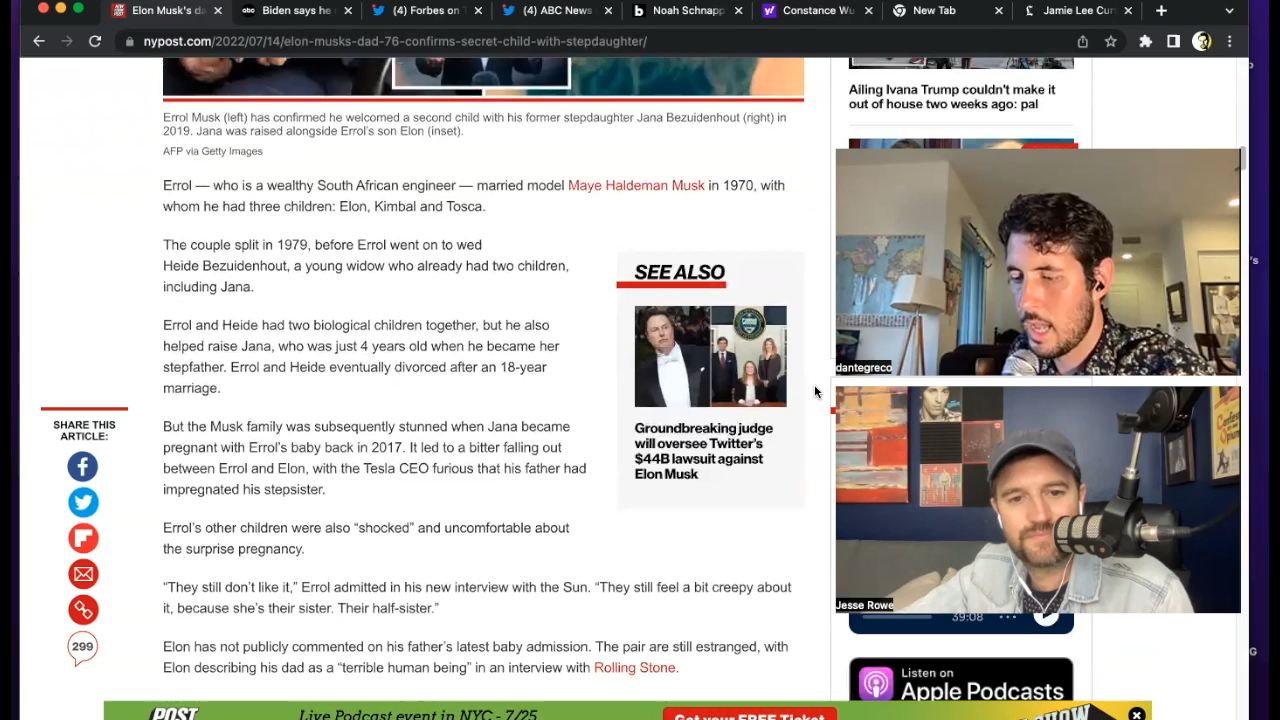 Elon Musk's da
Biden says he
(4) Forbes on
(4) ABC News
Noah Schnapp
Constance Wu
New Tab
Jamie Lee Cur
nypost.com/2022/07/14/elon-musks-dad-76-confirms-secret-child-with-stepdaughter/
Errol Musk (left) has confirmed he welcomed a second child with his former stepdaughter Jana Bezuidenhout (right) in
2019. Jana was raised alongside Errol's son Elon (inset).
AFP via Getty Images
Errol — who is a wealthy South African engineer — married model Maye Haldeman Musk in 1970, with
whom he had three children: Elon, Kimbal and Tosca.
The couple split in 1979, before Errol went on to wed
Heide Bezuidenhout, a young widow who already had two children,
including Jana.
Errol and Heide had two biological children together, but he also
helped raise Jana, who was just 4 years old when he became her
stepfather. Errol and Heide eventually divorced after an 18-year
marriage.
But the Musk family was subsequently stunned when Jana became
pregnant with Errol's baby back in 2017. It led to a bitter falling out
between Errol and Elon, with the Tesla CEO furious that his father had
impregnated his stepsister.
Errol's other children were also “shocked” and uncomfortable about
the surprise pregnancy.
“They still don't like it,” Errol admitted in his new interview with the Sun. “They still feel a bit creepy about
it, because she's their sister. Their half-sister.”
Elon has not publicly commented on his father's latest baby admission. The pair are still estranged, with
Elon describing his dad as a “terrible human being” in an interview with Rolling Stone.
SHARE THIS
ARTICLE:
299
SEE ALSO
Groundbreaking judge
will oversee Twitter's
$44B lawsuit against
Elon Musk
Ailing Ivana Trump couldn't make it
out of house two weeks ago: pal
dantegreco
Jesse Rowe
39:08
Listen on
Apple Podcasts
POST
Live Podcast event in NYC - 7/25
Get your FREE Ticket
SHOW